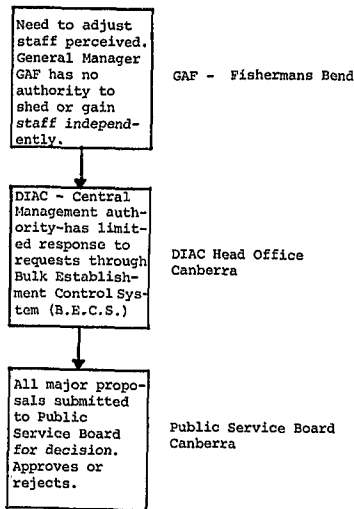 Need to adjust
staff perceived.
General Manager
GAF has no
authority to
shed or gain
staff independ-
ently.
GAF - Fishermans Bend
DIAC - Central
Management auth-
ority-has limit-
ed response to
requests through
Bulk Establish-
ment Control Sys-
tem (B.E.C.S.)
DIAC Head Office
Canberra
All major propo-
sals submitted
to Public
Service Board
for decision.
Approves or
rejects.
Public Service Board
Canberra